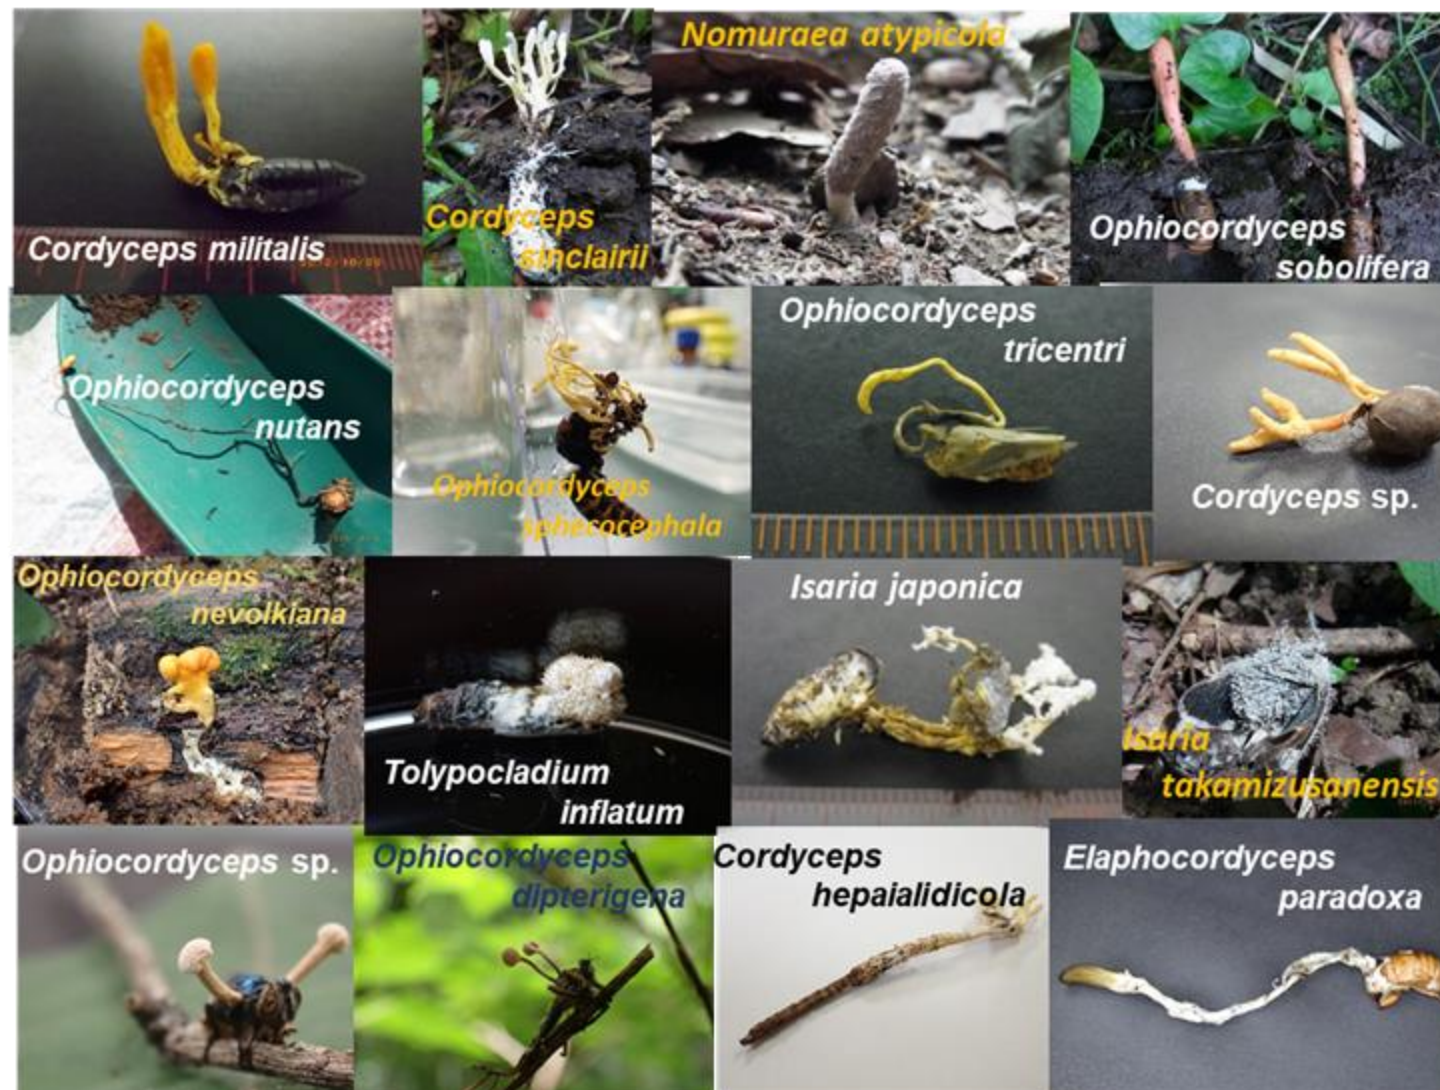 Cordyceps militalis
Cordyceps
sinclairii
Nomuraea atypicola
Ophiocordyceps
sobolifera
Ophiocordyceps
nutans
Ophiocordyceps
sphecocephala
Ophiocordyceps
tricentri
Cordyceps sp.
Ophiocordyceps
nevolkiana
Tolypocladium
inflatum
Isaria japonica
Isaria
takamizusanensis
Ophiocordyceps sp.
Ophiocordyceps
dipterigena
Cordyceps
hepaialidicola
Elaphocordyceps
paradoxa